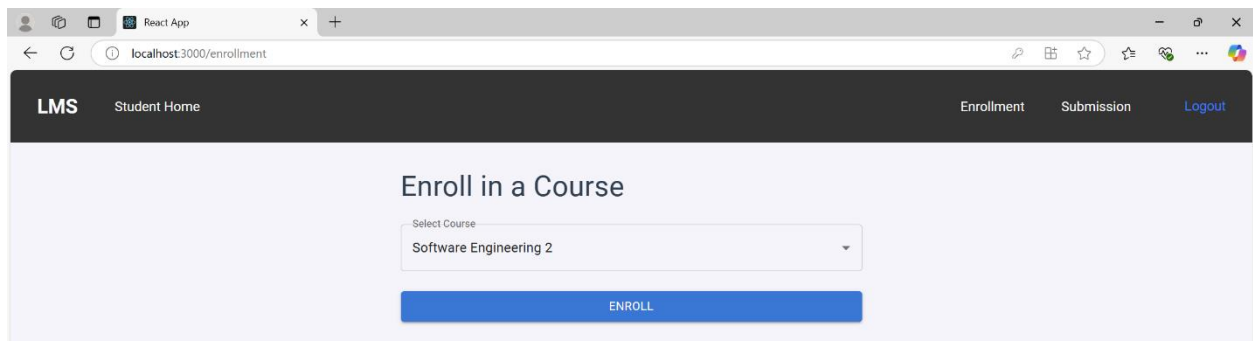 React App
localhost:3000/enrollment
LMS Student Home Enrollment Submission Logout
Enroll in a Course
Select Course
Software Engineering 2
ENROLL